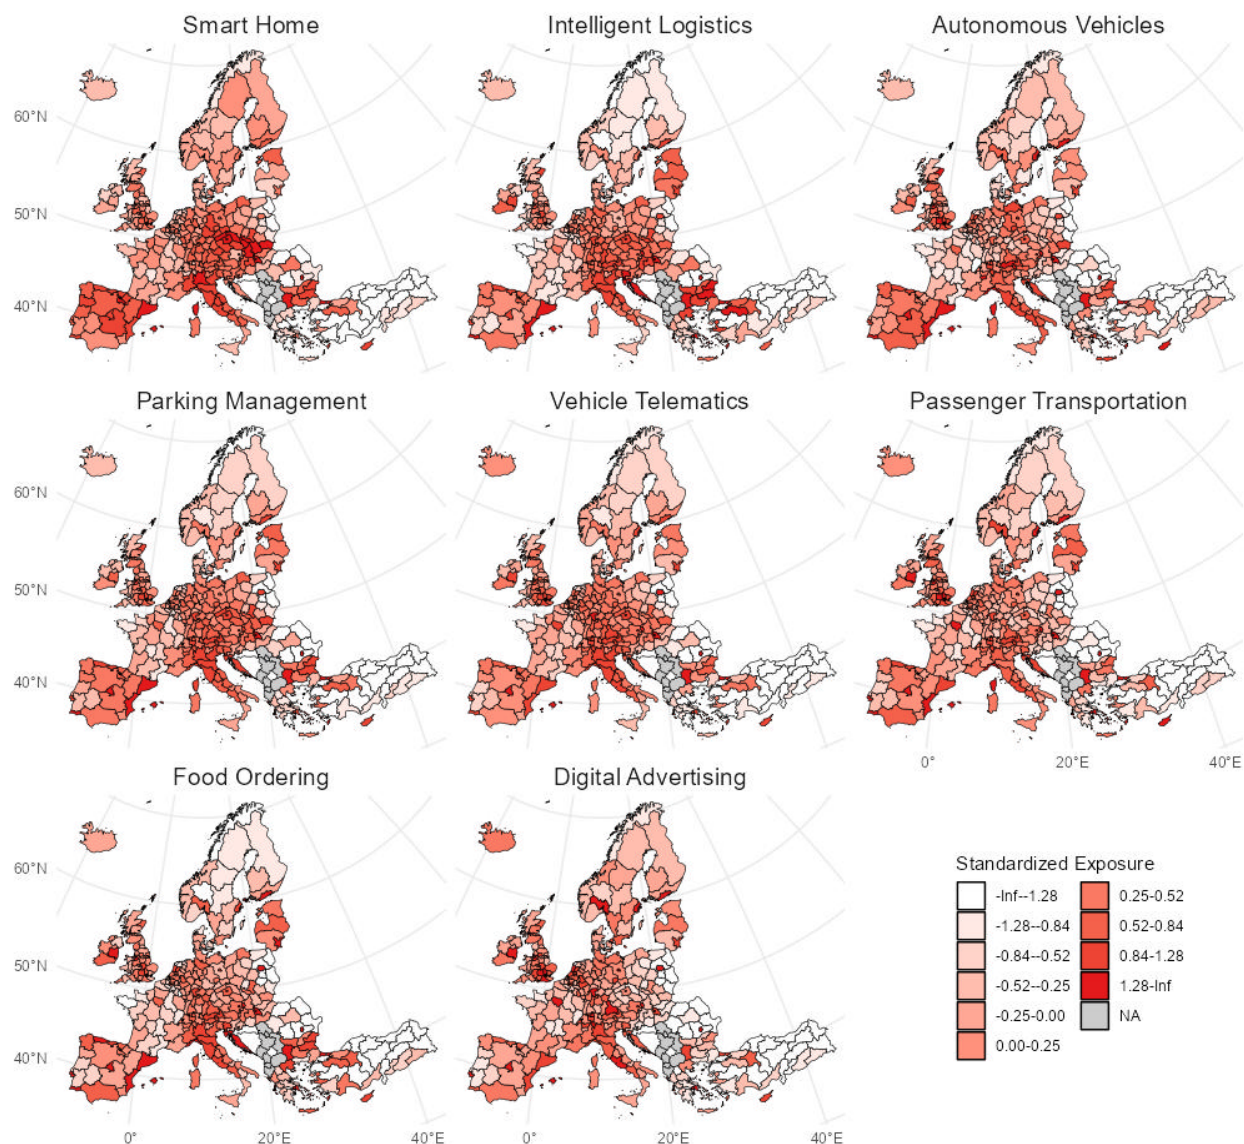 Smart Home
Intelligent Logistics
Autonomous Vehicles
60°N
50°N
40°N
Parking Management
Vehicle Telematics
Passenger Transportation
60°N
50°N
40°N
0°
20°E
40°E
Food Ordering
Digital Advertising
60°N
50°N
40°N
0°
20°E
40°E
0°
20°E
40°E
Standardized Exposure
-Inf--1.28
-1.28--0.84
-0.84--0.52
-0.52--0.25
-0.25-0.00
0.00-0.25
0.25-0.52
0.52-0.84
0.84-1.28
1.28-Inf
NA